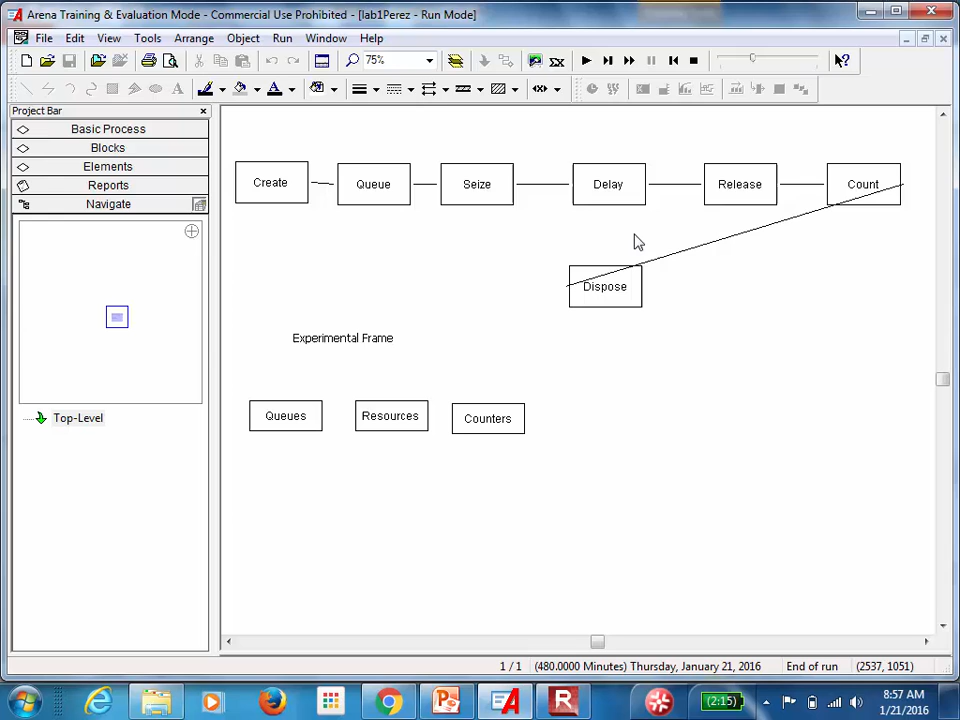 Arena Training & Evaluation Mode - Commercial Use Prohibited - [lab1Perez - Run Mode]
File Edit View Tools Arrange Object Run Window Help
75%
Project Bar
Basic Process
Blocks
Elements
Reports
Navigate
Top-Level
Create Queue Seize Delay Release Count
Dispose
Experimental Frame
Queues Resources Counters
1 / 1 (480.0000 Minutes) Thursday, January 21, 2016 End of run (2537, 1051)
(2:15)
8:57 AM
1/21/2016